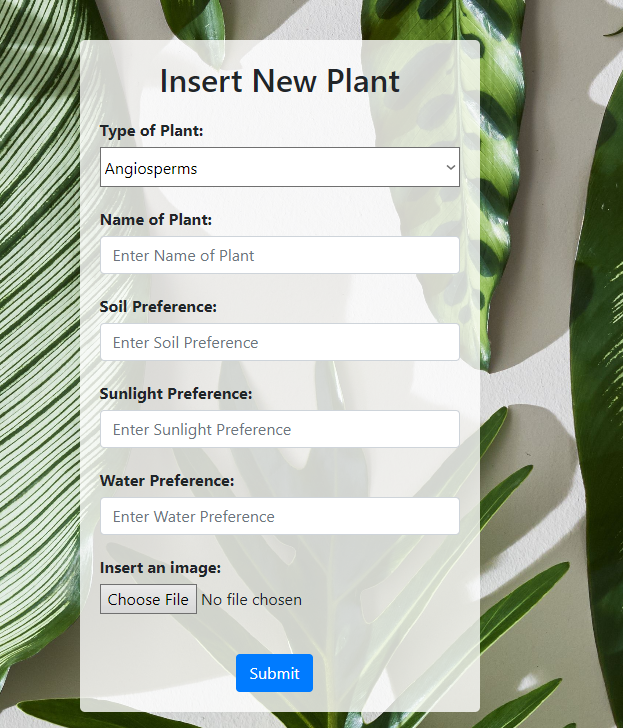 Insert New Plant
Type of Plant:
Angiosperms
Name of Plant:
Enter Name of Plant
Soil Preference:
Enter Soil Preference
Sunlight Preference:
Enter Sunlight Preference
Water Preference:
Enter Water Preference
Insert an image:
Choose File No file chosen
Submit